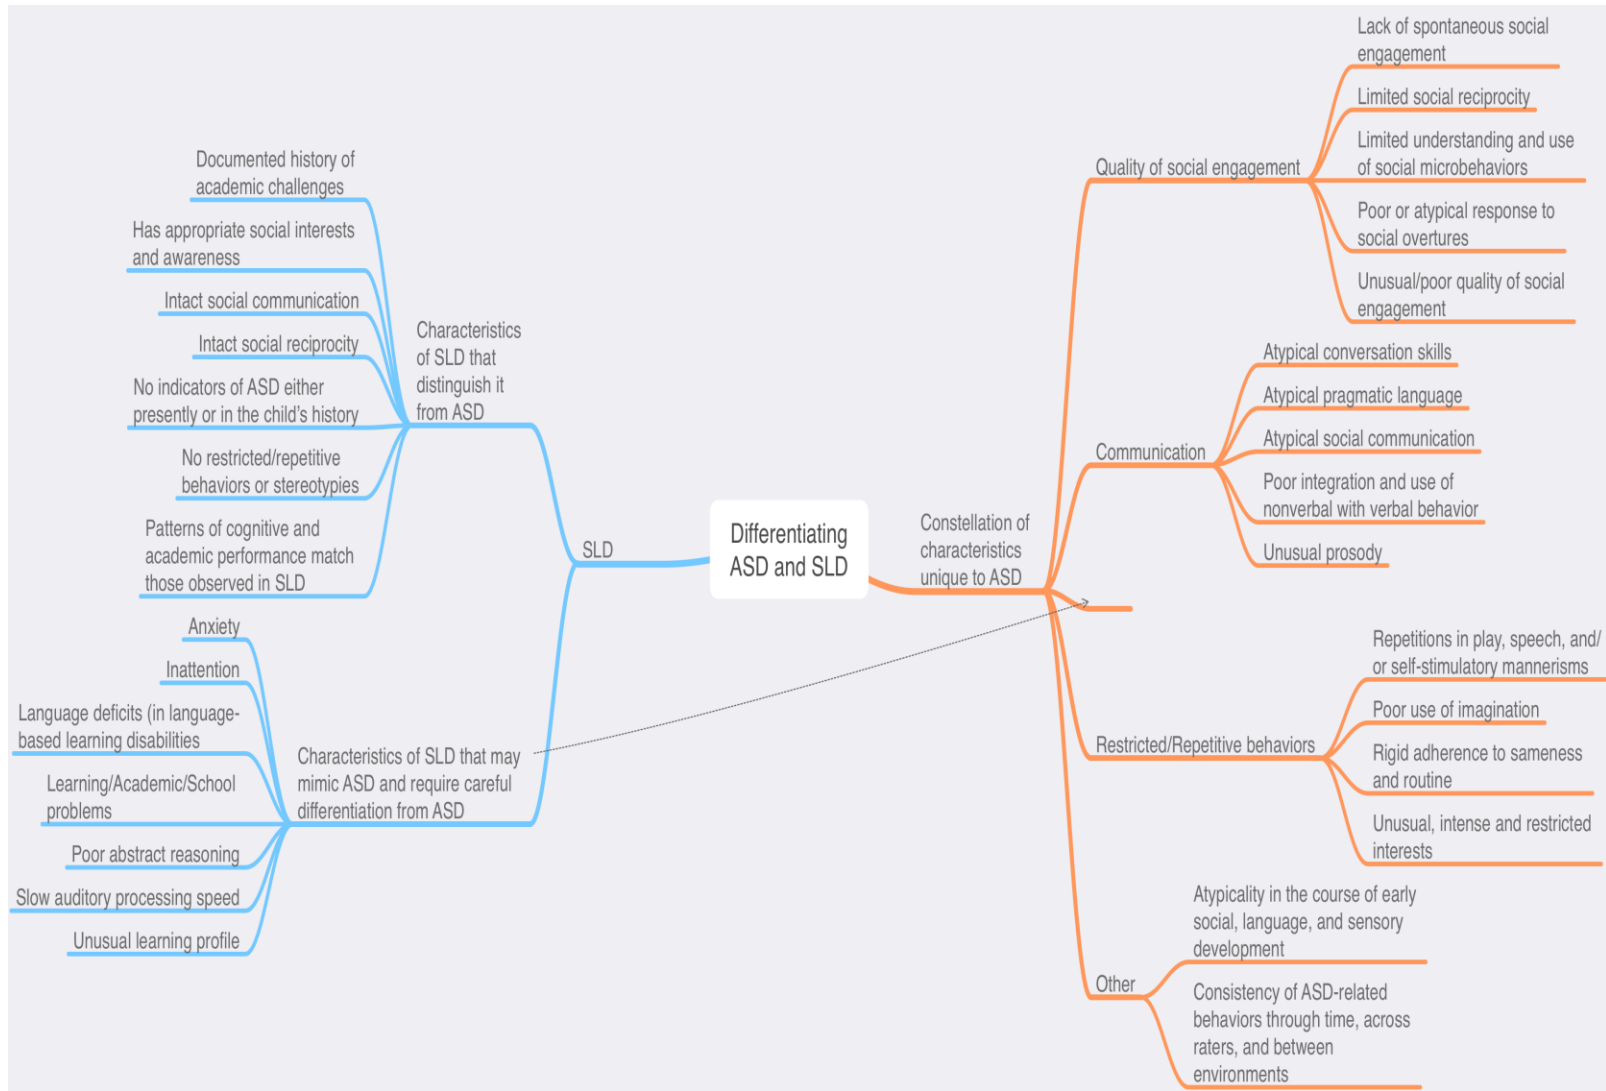 Differentiating
ASD and SLD
SLD
Characteristics
of SLD that
distinguish it
from ASD
Documented history of
academic challenges
Has appropriate social interests
and awareness
Intact social communication
Intact social reciprocity
No indicators of ASD either
presently or in the child's history
No restricted/repetitive
behaviors or stereotypies
Patterns of cognitive and
academic performance match
those observed in SLD
Characteristics of SLD that may
mimic ASD and require careful
differentiation from ASD
Anxiety
Inattention
Language deficits (in language-
based learning disabilities
Learning/Academic/School
problems
Poor abstract reasoning
Slow auditory processing speed
Unusual learning profile
Constellation of
characteristics
unique to ASD
Quality of social engagement
Lack of spontaneous social
engagement
Limited social reciprocity
Limited understanding and use
of social microbehaviors
Poor or atypical response to
social overtures
Unusual/poor quality of social
engagement
Communication
Atypical conversation skills
Atypical pragmatic language
Atypical social communication
Poor integration and use of
nonverbal with verbal behavior
Unusual prosody
Restricted/Repetitive behaviors
Repetitions in play, speech, and/
or self-stimulatory mannerisms
Poor use of imagination
Rigid adherence to sameness
and routine
Unusual, intense and restricted
interests
Other
Atypicality in the course of early
social, language, and sensory
development
Consistency of ASD-related
behaviors through time, across
raters, and between
environments